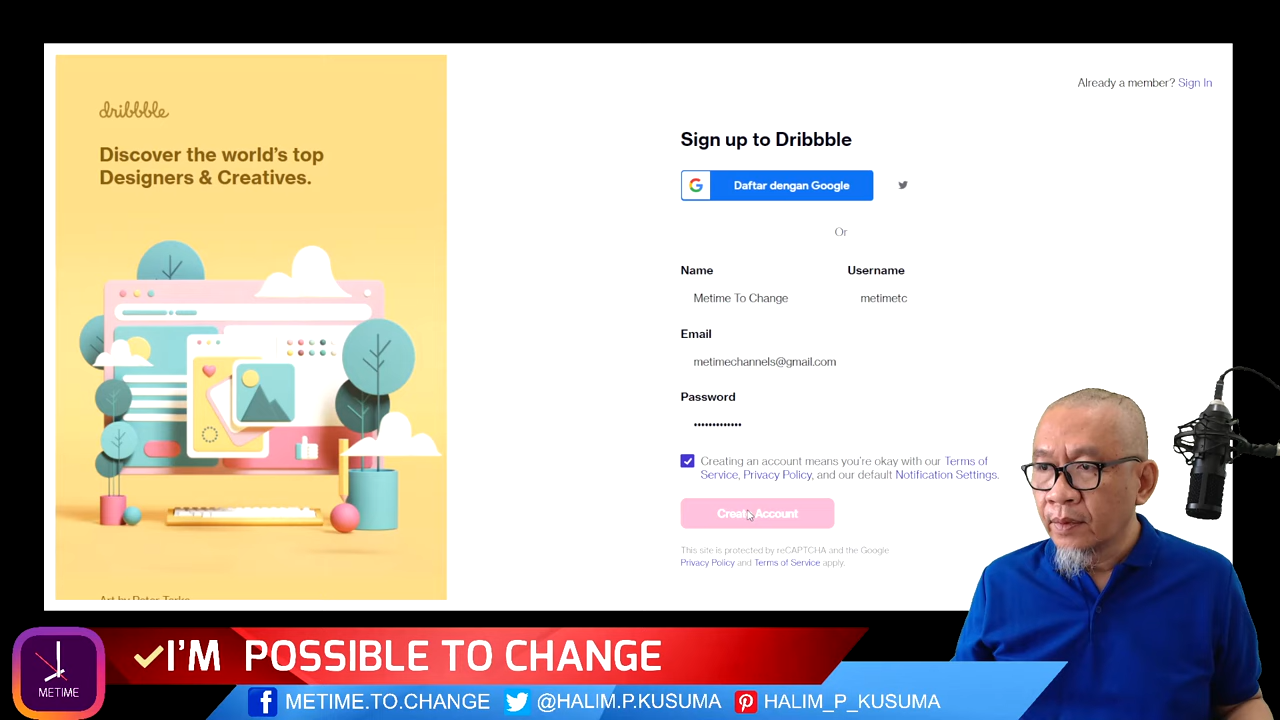 dribbble
Discover the world's top
Designers & Creatives.
Already a member? Sign In
Sign up to Dribbble
Daftar dengan Google
Or
Name Username
Metime To Change metimetc
Email
metimechannels@gmail.com
Password
•••••••••••••
Creating an account means you're okay with our Terms of
Service, Privacy Policy, and our default Notification Settings.
Create Account
This site is protected by reCAPTCHA and the Google
Privacy Policy and Terms of Service apply.
Art by Peter Tarka
I'M POSSIBLE TO CHANGE
METIME
METIME.TO.CHANGE @HALIM.P.KUSUMA HALIM_P_KUSUMA